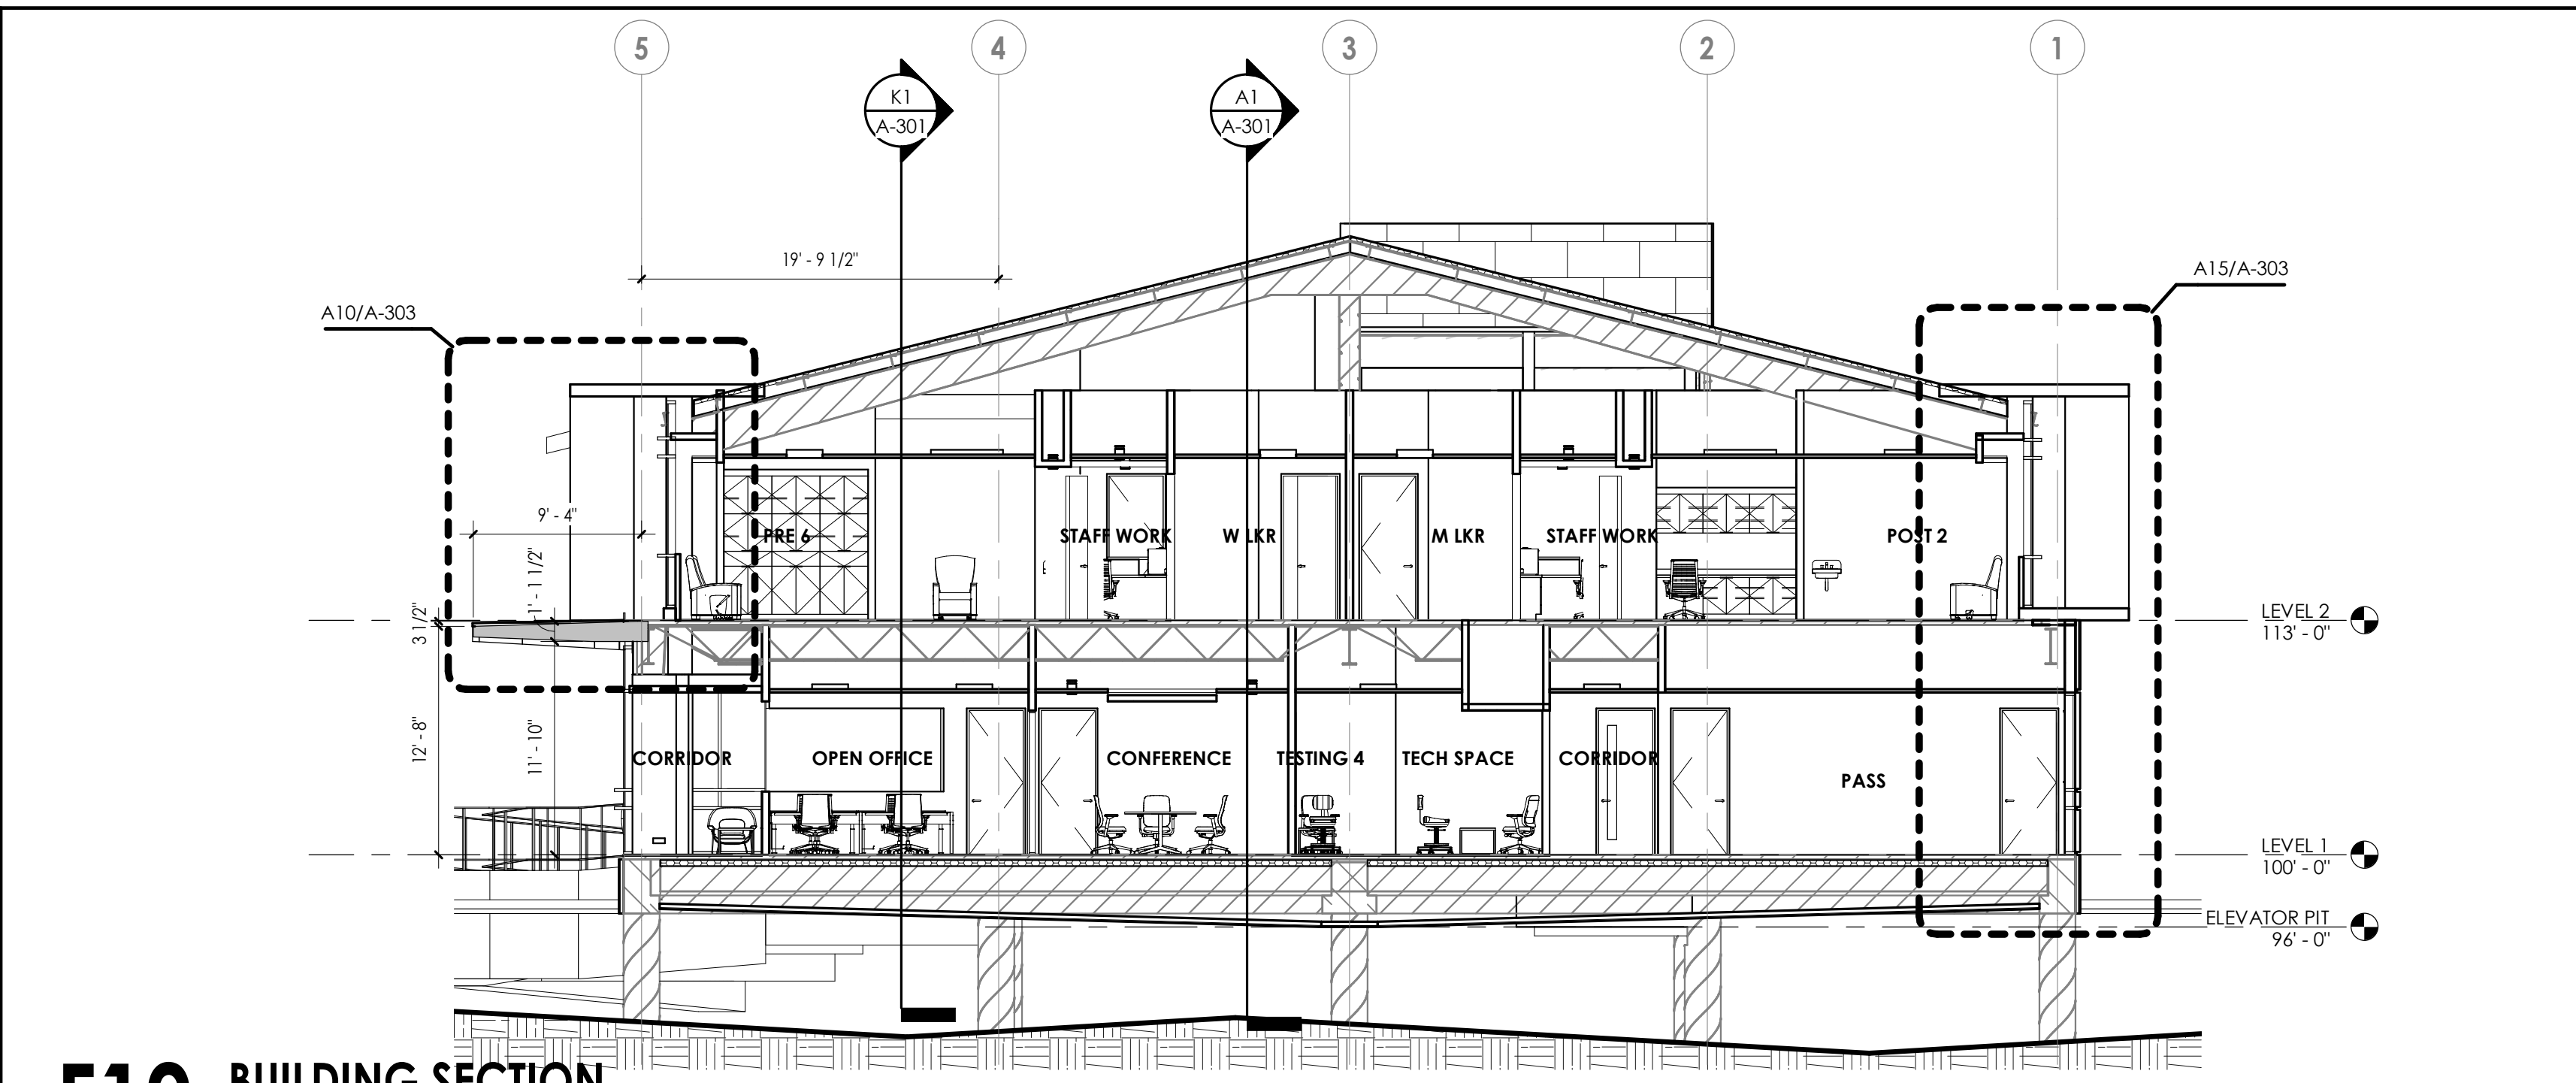 5
4
3
2
1
K1
A-301
A1
A-301
19' - 9 1/2"
A10/A-303
A15/A-303
9' - 4"
1' - 1 1/2"
3 1/2"
PRE 6
STAFF WORK
W LKR
M LKR
STAFF WORK
POST 2
LEVEL 2
113' - 0"
12' - 8"
11' - 10"
CORRIDOR
OPEN OFFICE
CONFERENCE
TESTING 4
TECH SPACE
CORRIDOR
PASS
LEVEL 1
100' - 0"
ELEVATOR PIT
96' - 0"
BUILDING SECTION